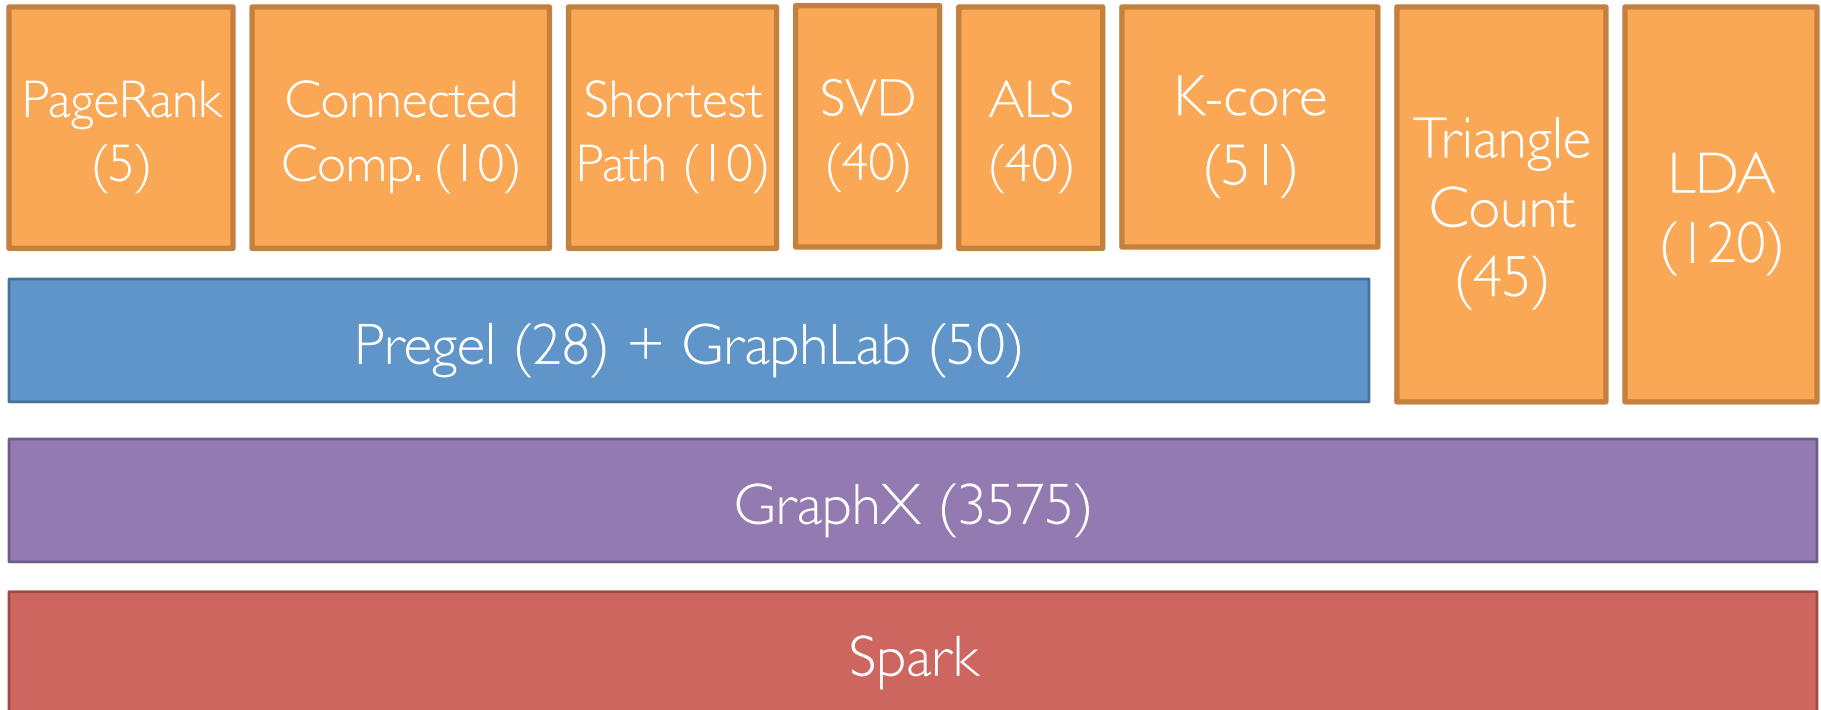 PageRank
(5)
Connected
Comp. (10)
Shortest
Path (10)
SVD
(40)
ALS
(40)
K-core
(51)
Triangle
Count
(45)
LDA
(120)
Pregel (28) + GraphLab (50)
GraphX (3575)
Spark